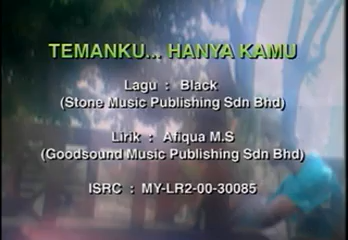 TEMANKU... HANYA KAMU
Lagu : Black
(Stone Music Publishing Sdn Bhd)
Lirik : Afiqua M.S
(Goodsound Music Publishing Sdn Bhd)
ISRC : MY-LR2-00-30085